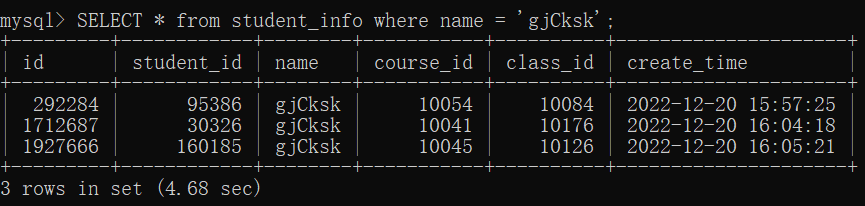 mysql> SELECT * from student_info where name = 'gjCksk';
+---------+------------+--------+-----------+----------+---------------------+
| id | student_id | name | course_id | class_id | create_time |
+---------+------------+--------+-----------+----------+---------------------+
| 292284 | 95386 | gjCksk | 10054 | 10084 | 2022-12-20 15:57:25 |
| 1712687 | 30326 | gjCksk | 10041 | 10176 | 2022-12-20 16:04:18 |
| 1927666 | 160185 | gjCksk | 10045 | 10126 | 2022-12-20 16:05:21 |
+---------+------------+--------+-----------+----------+---------------------+
3 rows in set (4.68 sec)